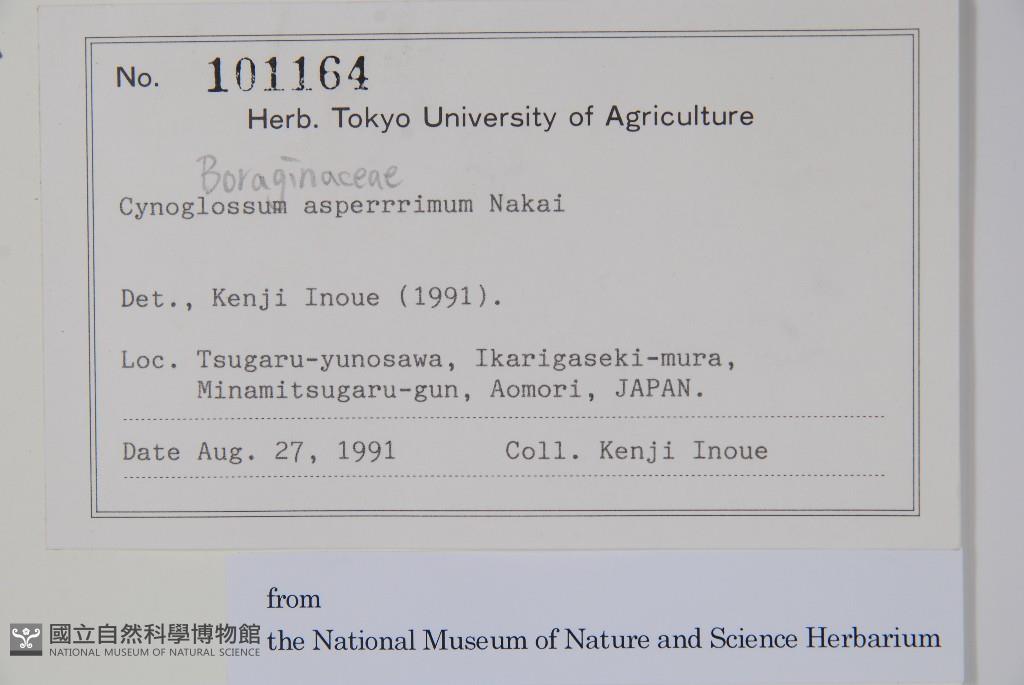 No. 101164
Herb. Tokyo University of Agriculture
Boraginaceae
Cynoglossum asperrrimum Nakai
Det., Kenji Inoue (1991).
Loc. Tsugaru-yunosawa, Ikarigaseki-mura,
Minamitsugaru-gun, Aomori, JAPAN.
Date Aug. 27, 1991 Coll. Kenji Inoue
from
the National Museum of Nature and Science Herbarium
國立自然科學博物館
NATIONAL MUSEUM OF NATURAL SCIENCE